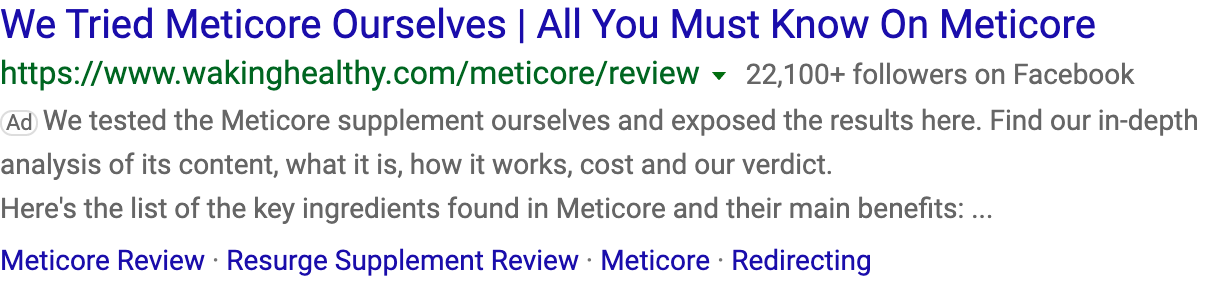 We Tried Meticore Ourselves | All You Must Know On Meticore
https://www.wakinghealthy.com/meticore/review 22,100+ followers on Facebook
Ad We tested the Meticore supplement ourselves and exposed the results here. Find our in-depth
analysis of its content, what it is, how it works, cost and our verdict.
Here's the list of the key ingredients found in Meticore and their main benefits: ...
Meticore Review · Resurge Supplement Review · Meticore · Redirecting